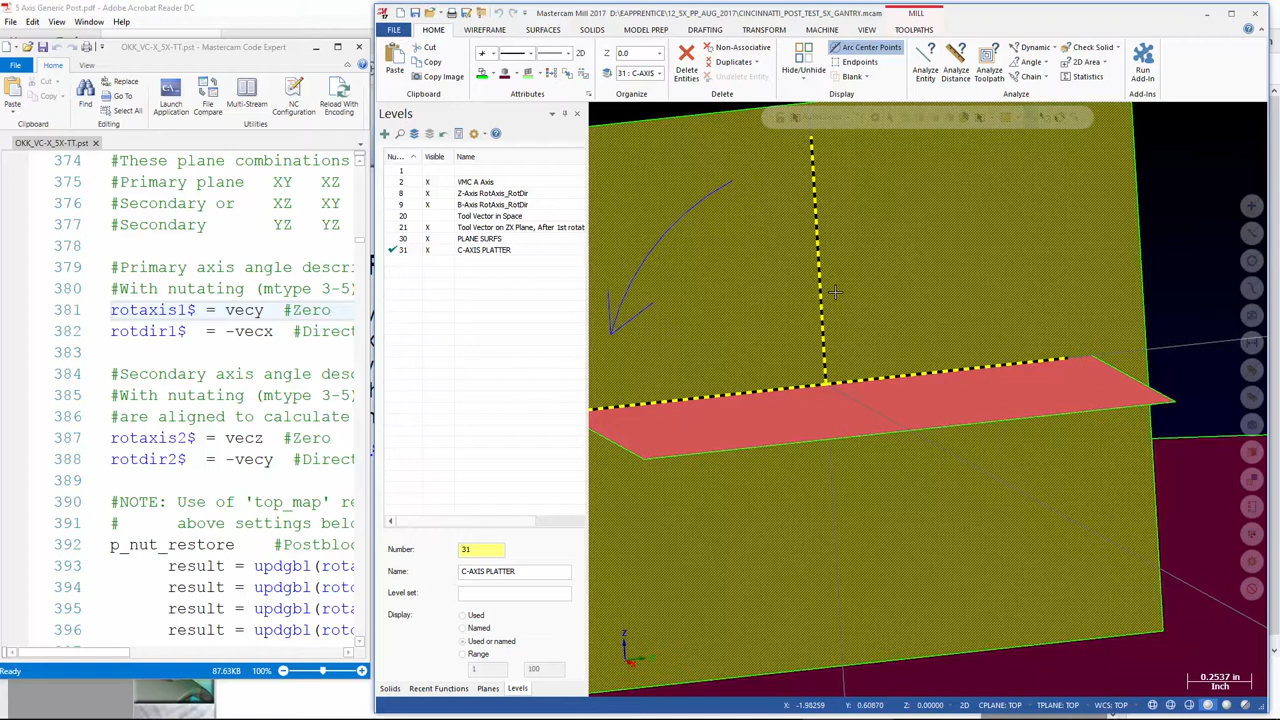 5 Axis Generic Post.pdf - Adobe Acrobat Reader DC
File Edit View Window Help
OKK_VC-X_5X-TT.pst - Mastercam Code Expert
File Home View
Paste
Cut
Copy
Clipboard
Find
Replace
Go To
Select All
Editing
Launch Application
File Compare
Multi-Stream
NC Configuration
Reload With Encoding
Utilities
OKK_VC-X_5X-TT.pst
374 #These plane combinations
375 #Primary plane XY XZ
376 #Secondary or XZ XY
377 #Secondary YZ YZ
378
379 #Primary axis angle descr
380 #With nutating (mtype 3-5)
381 rotaxis1$ = vecy #Zero
382 rotdir1$ = -vecx #Direct
383
384 #Secondary axis angle des
385 #With nutating (mtype 3-5)
386 #are aligned to calculate
387 rotaxis2$ = vecz #Zero
388 rotdir2$ = -vecy #Direct
389
390 #NOTE: Use of 'top_map' re
391 # above settings belo
392 p_nut_restore #Postbloc
393 result = updgbl(rota
394 result = updgbl(rotd
395 result = updgbl(rota
396 result = updgbl(rotd
Ready 87.63KB 100%
Mastercam Mill 2017 D:\EAPPRENTICE\12_5X_PP_AUG_2017\CINCINNATTI_POST_TEST_5X_GANTRY.mcam
MILL
FILE HOME WIREFRAME SURFACES SOLIDS MODEL PREP DRAFTING TRANSFORM MACHINE VIEW TOOLPATHS
Paste
Cut
Copy
Copy Image
Clipboard
2D
Attributes
Z 0.0
31 : C-AXIS
Organize
Delete Entities
Non-Associative
Duplicates
Undelete Entities
Delete
Hide/Unhide
Arc Center Points
Endpoints
Blank
Display
Analyze Entity
Analyze Distance
Analyze Toolpath
Dynamic
Angle
Chain
Check Solid
2D Area
Statistics
Analyze
Run Add-In
Add-Ins
Levels
Nu... Visible Name
1
2 X VMC A Axis
8 X Z-Axis RotAxis_RotDir
9 X B-Axis RotAxis_RotDir
20 Tool Vector in Space
21 X Tool Vector on ZX Plane, After 1st rotat
30 X PLANE SURFS
31 X C-AXIS PLATTER
Number: 31
Name: C-AXIS PLATTER
Level set:
Display:
Used
Named
Used or named
Range
1 100
Solids Recent Functions Planes Levels
Z
X
0.2537 in
Inch
X: -1.98259 Y: 0.60870 Z: 0.00000 2D CPLANE: TOP TPLANE: TOP WCS: TOP